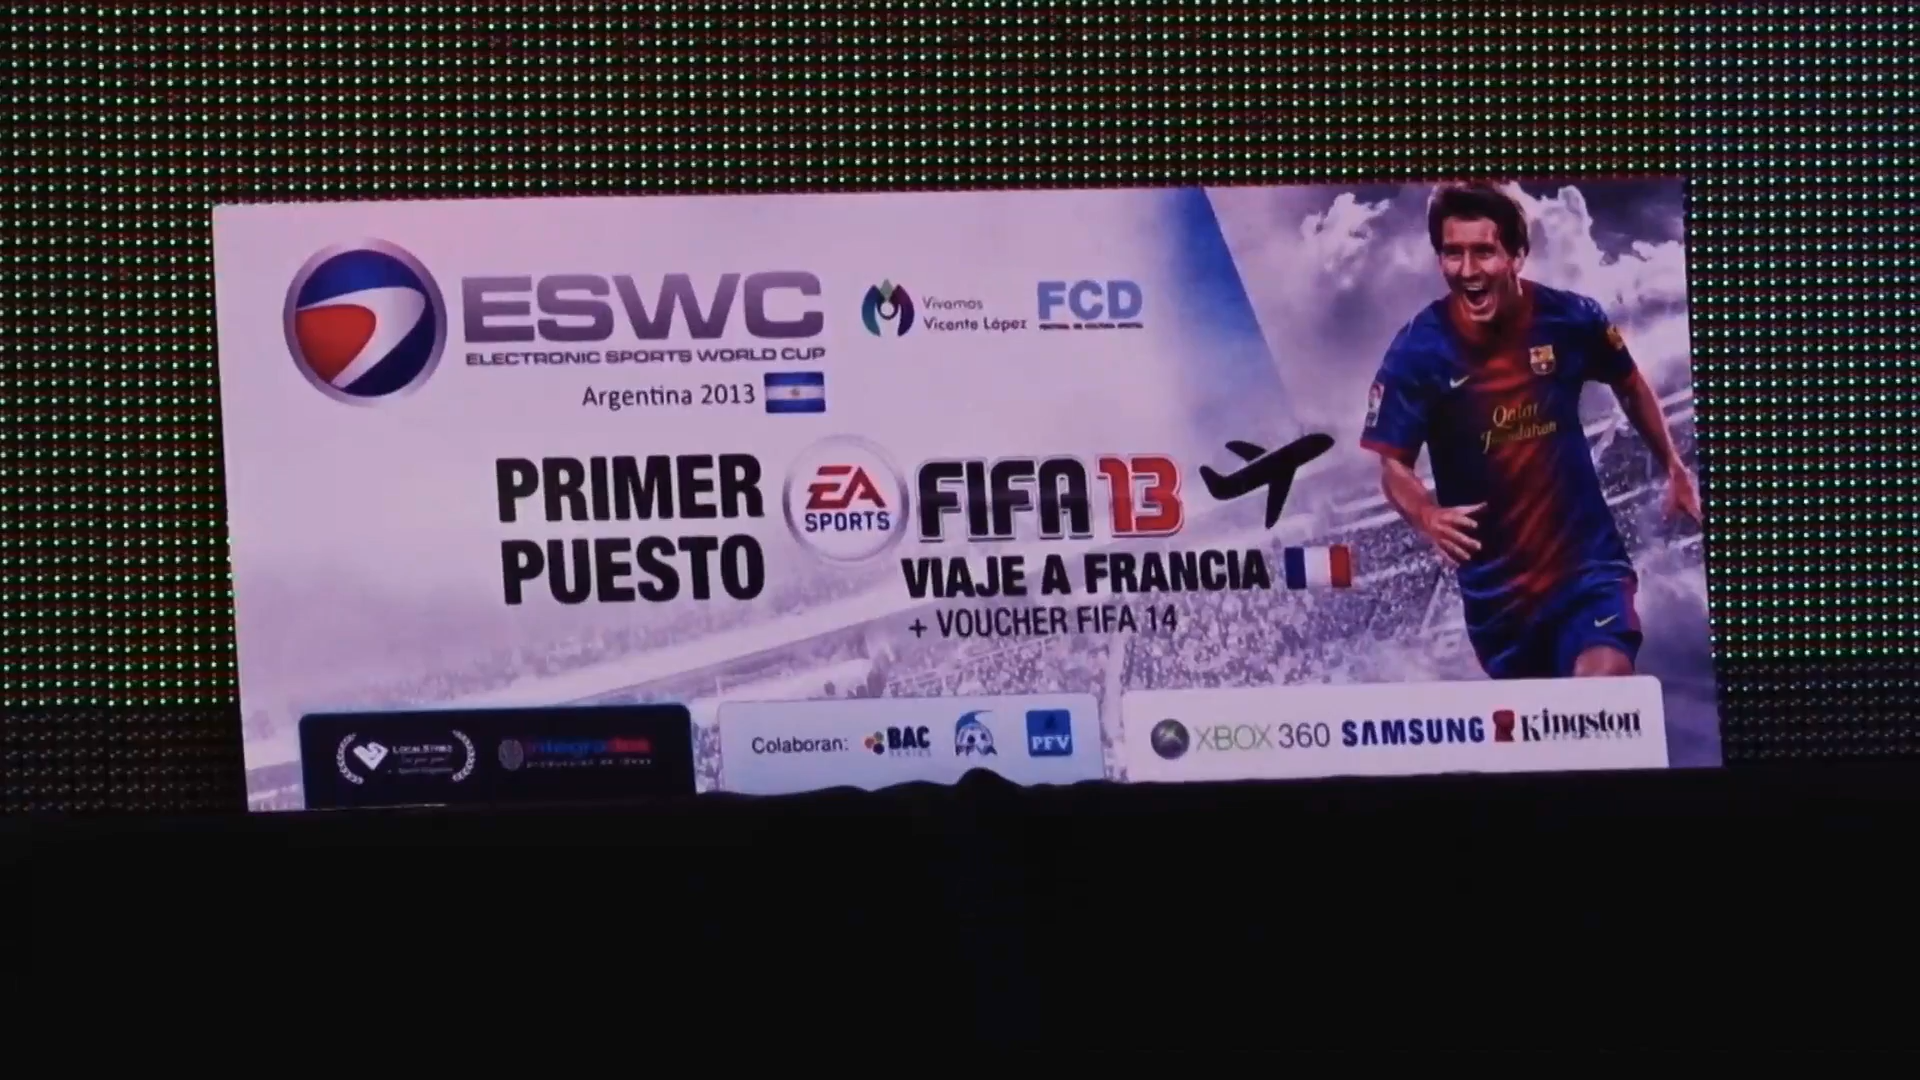 ESWC
ELECTRONIC SPORTS WORLD CUP
Argentina 2013
Vivamos
Vicente López
FCD
PRIMER
PUESTO
EA
SPORTS
FIFA 13
VIAJE A FRANCIA
+ VOUCHER FIFA 14
Qatar
Foundation
Colaboran:
BAC
PFV
XBOX 360
SAMSUNG
Kingston